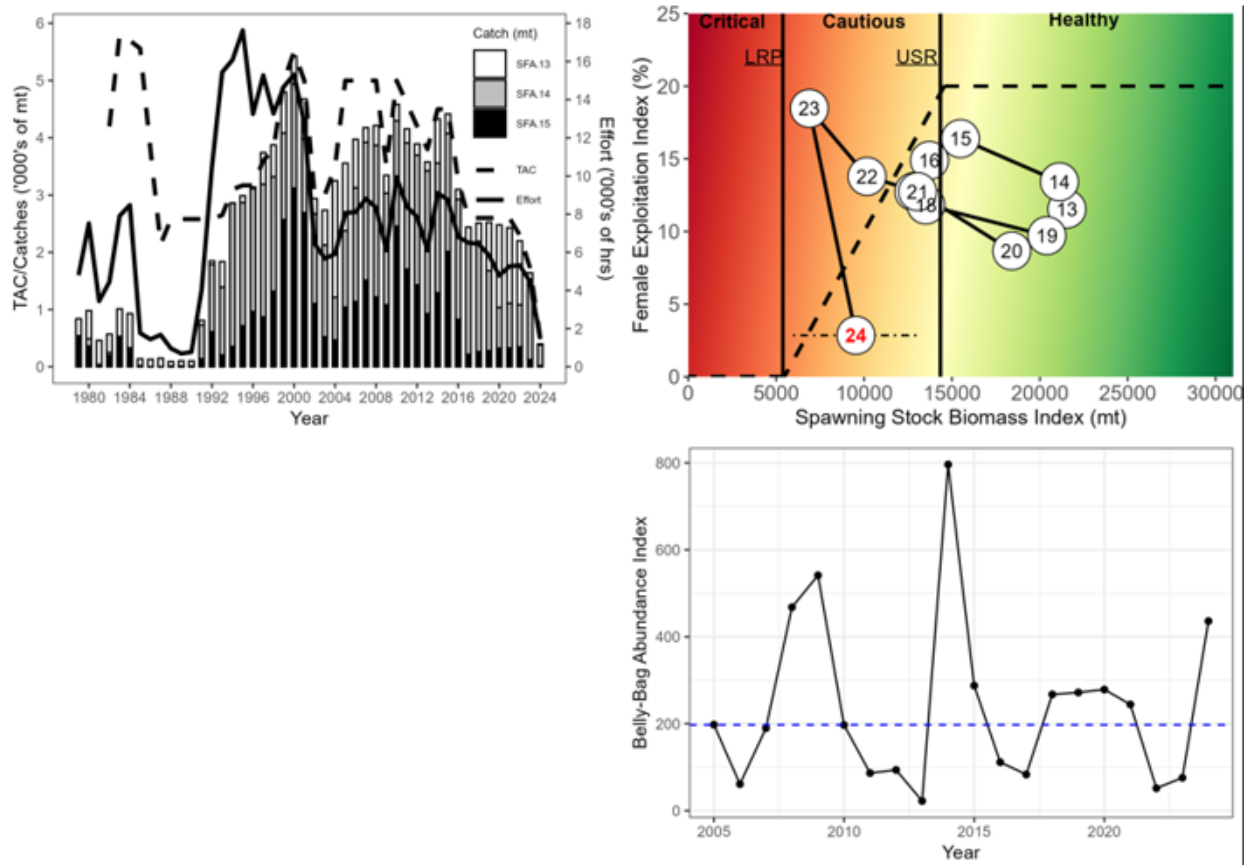 TAC/Catches ('000's of mt)
6
5
4
3
2
1
0
Catch (mt)
SFA.13
SFA.14
SFA.15
TAC
Effort
18
16
14
12
10
8
6
4
2
0
Effort ('000's of hrs)
1980 1984 1988 1992 1996 2000 2004 2008 2012 2016 2020 2024
Year
Female Exploitation Index (%)
25
20
15
10
5
0
Critical Cautious Healthy
LRP USR
23
22
21
18
16
15
14
13
19
20
24
0 5000 10000 15000 20000 25000 30000
Spawning Stock Biomass Index (mt)
Belly-Bag Abundance Index
800
600
400
200
0
2005 2010 2015 2020
Year